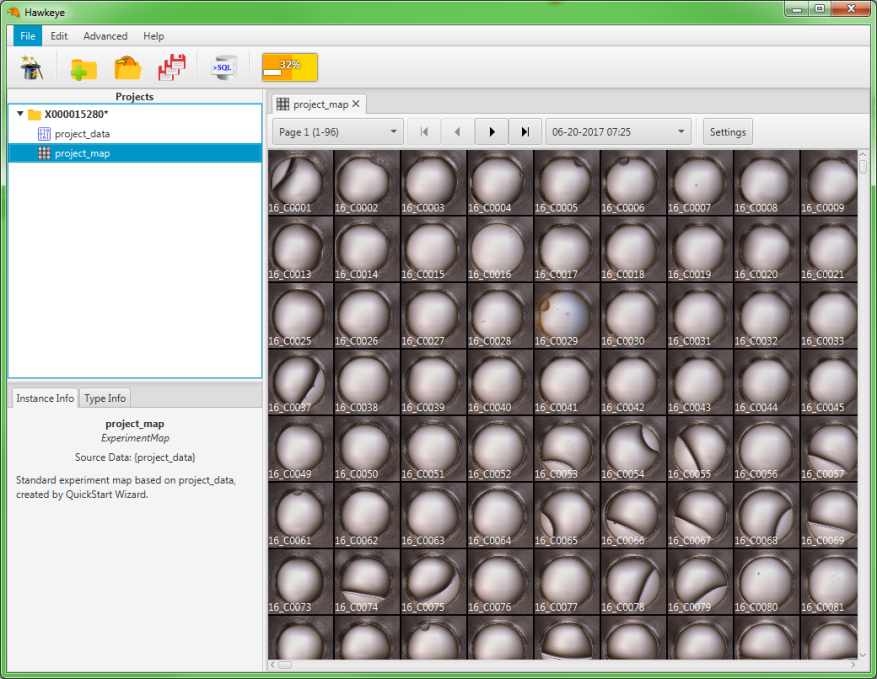 Hawkeye
File Edit Advanced Help
>SQL
32%
Projects
X000015280*
project_data
project_map
project_map
Page 1 (1-96)
06-20-2017 07:25
Settings
16_C0001 16_C0002 16_C0003 16_C0004 16_C0005 16_C0006 16_C0007 16_C0008 16_C0009
16_C0013 16_C0014 16_C0015 16_C0016 16_C0017 16_C0018 16_C0019 16_C0020 16_C0021
16_C0025 16_C0026 16_C0027 16_C0028 16_C0029 16_C0030 16_C0031 16_C0032 16_C0033
16_C0037 16_C0038 16_C0039 16_C0040 16_C0041 16_C0042 16_C0043 16_C0044 16_C0045
16_C0049 16_C0050 16_C0051 16_C0052 16_C0053 16_C0054 16_C0055 16_C0056 16_C0057
16_C0061 16_C0062 16_C0063 16_C0064 16_C0065 16_C0066 16_C0067 16_C0068 16_C0069
16_C0073 16_C0074 16_C0075 16_C0076 16_C0077 16_C0078 16_C0079 16_C0080 16_C0081
Instance Info Type Info
project_map
ExperimentMap
Source Data: {project_data}
Standard experiment map based on project_data,
created by QuickStart Wizard.